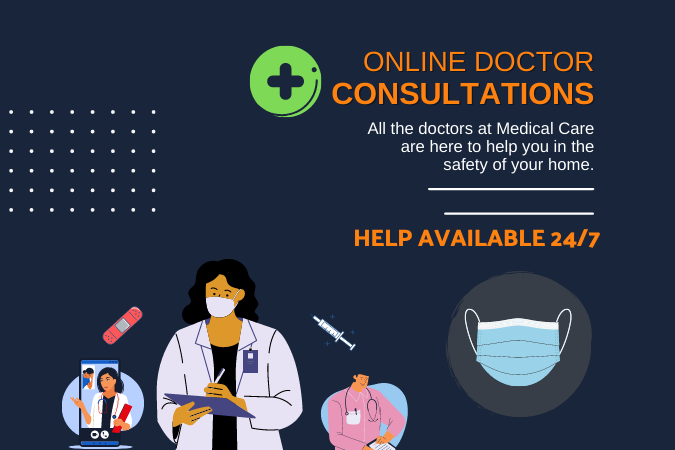 ONLINE DOCTOR
CONSULTATIONS
All the doctors at Medical Care
are here to help you in the
safety of your home.
HELP AVAILABLE 24/7